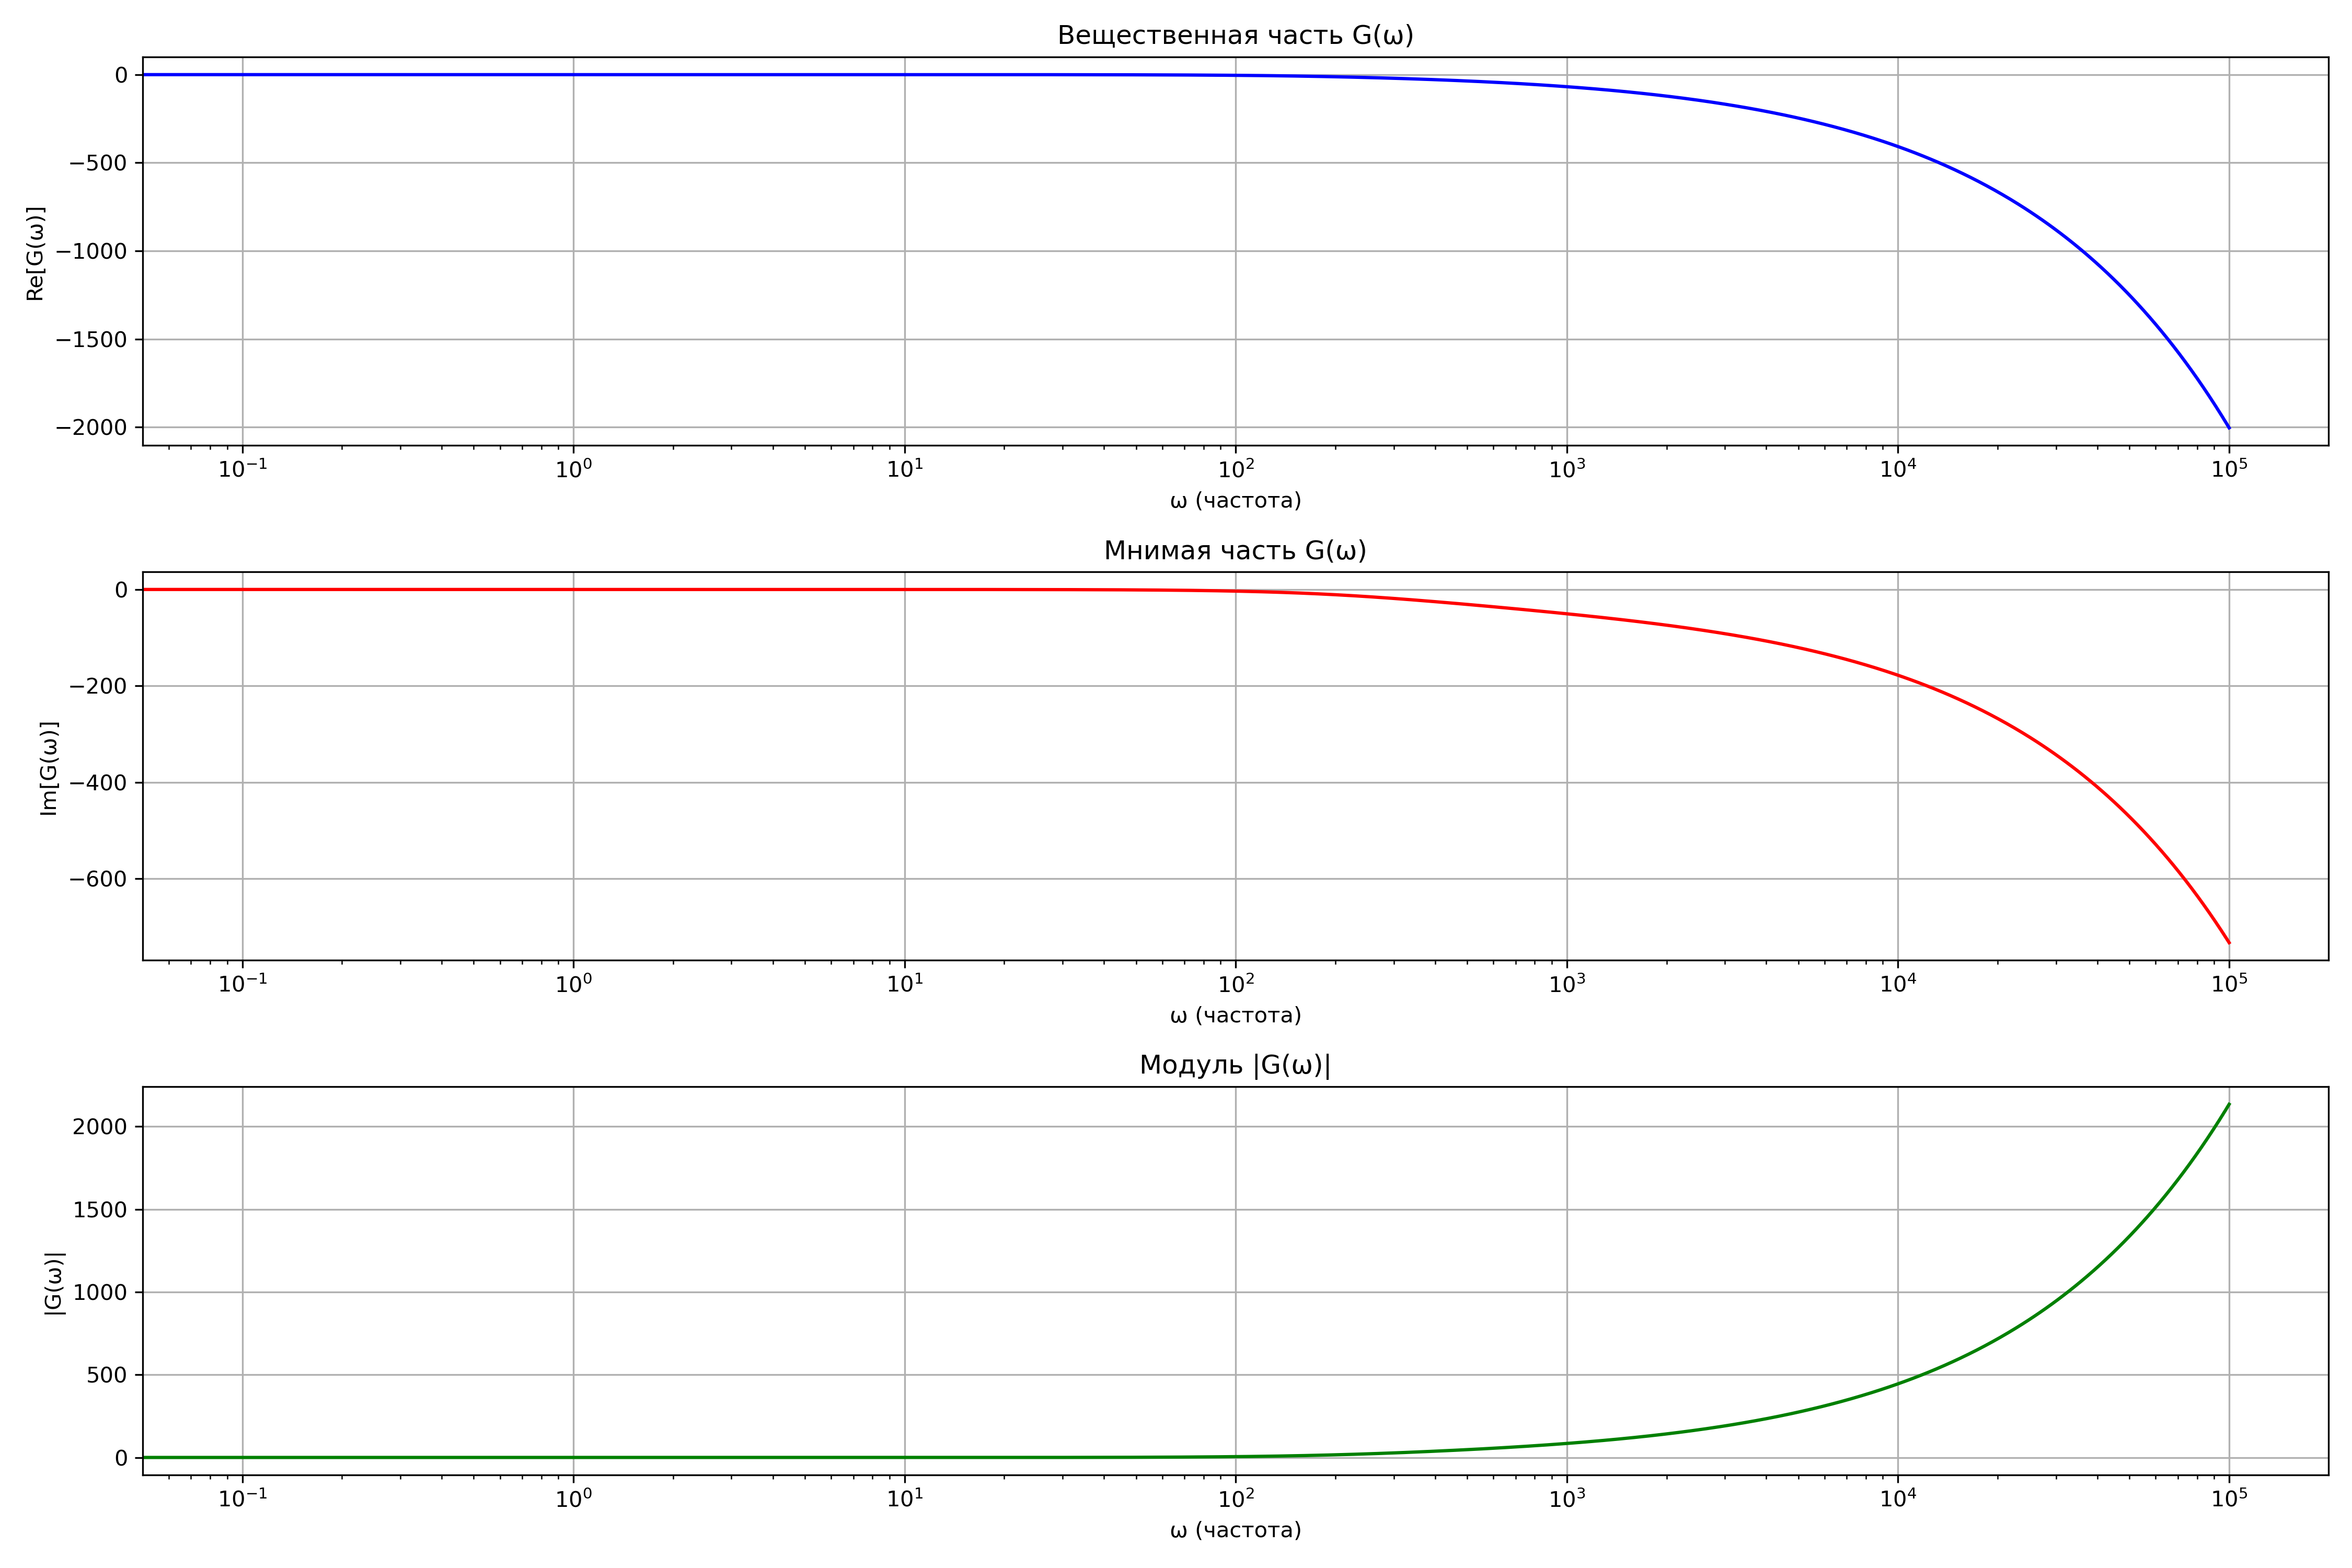 Вещественная часть G(ω)
Re[G(ω)]
0
−500
−1000
−1500
−2000
10⁻¹ 10⁰ 10¹ 10² 10³ 10⁴ 10⁵
ω (частота)
Мнимая часть G(ω)
Im[G(ω)]
0
−200
−400
−600
10⁻¹ 10⁰ 10¹ 10² 10³ 10⁴ 10⁵
ω (частота)
Модуль |G(ω)|
|G(ω)|
2000
1500
1000
500
0
10⁻¹ 10⁰ 10¹ 10² 10³ 10⁴ 10⁵
ω (частота)